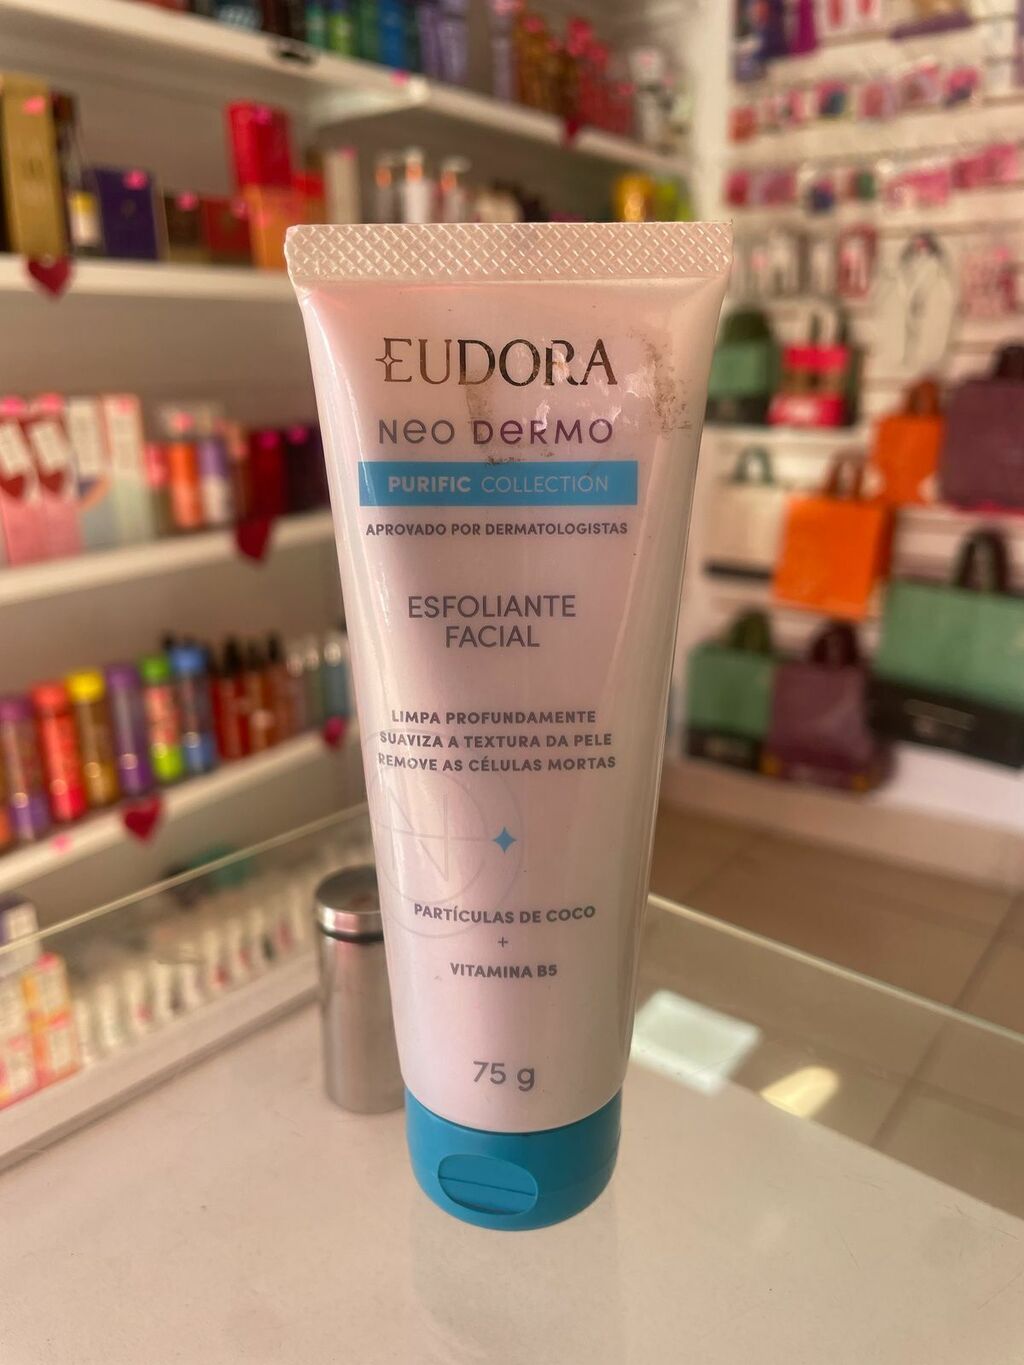 EUDORA
Neo Dermo
PURIFIC COLLECTION
APROVADO POR DERMATOLOGISTAS
ESFOLIANTE
FACIAL
LIMPA PROFUNDAMENTE
SUAVIZA A TEXTURA DA PELE
REMOVE AS CÉLULAS MORTAS
PARTÍCULAS DE COCO
+
VITAMINA B5
75 g